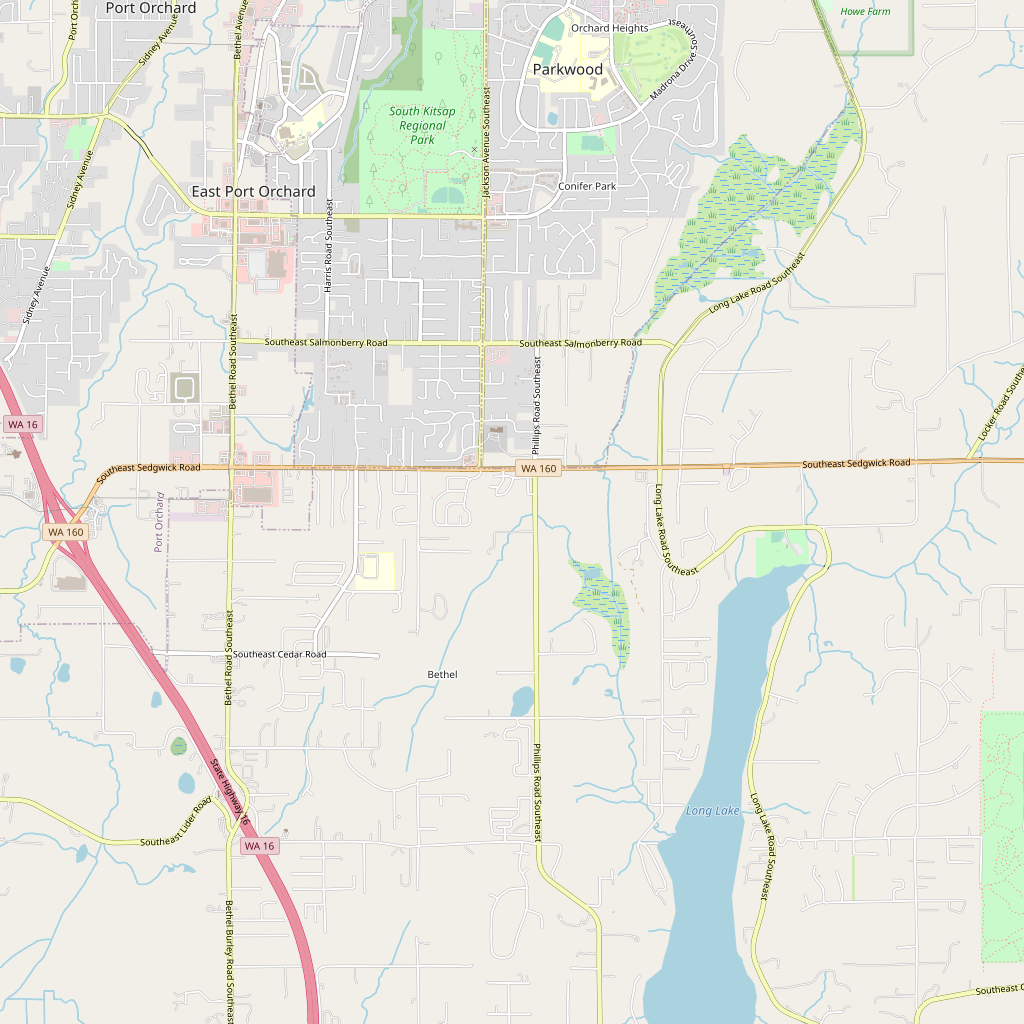 Port Orchard
Port Orch
Sidney Avenue
Bethel Avenue
Orchard Heights
Howe Farm
Southeast
Madrona Drive Southeast
Parkwood
South Kitsap
Regional
Park
Jackson Avenue Southeast
Sidney Avenue
East Port Orchard
Conifer Park
Harris Road Southeast
Sidney Avenue
Long Lake Road Southeast
Bethel Road Southeast
Southeast Salmonberry Road
Southeast Salmonberry Road
Phillips Road Southeast
Locker Road Southe
WA 16
Southeast Sedgwick Road
WA 160
Southeast Sedgwick Road
Port Orchard
WA 160
Long Lake Road Southeast
Bethel Road Southeast
Southeast Cedar Road
Bethel
State Highway 16
Phillips Road Southeast
Long Lake
Long Lake Road Southeast
Southeast Lider Road
WA 16
Bethel Burley Road Southeast
Southeast